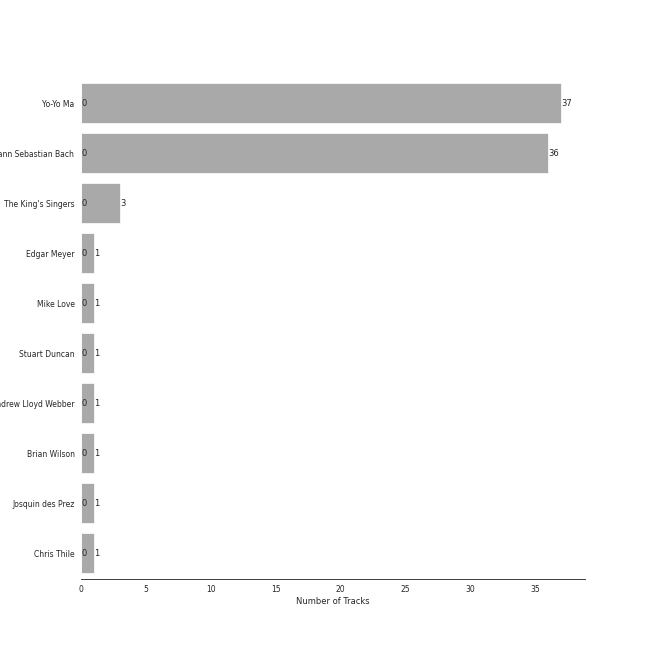 Yo-Yo Ma 0 37
ann Sebastian Bach 0 36
The King's Singers 0 3
Edgar Meyer 0 1
Mike Love 0 1
Stuart Duncan 0 1
drew Lloyd Webber 0 1
Brian Wilson 0 1
Josquin des Prez 0 1
Chris Thile 0 1
0 5 10 15 20 25 30 35
Number of Tracks